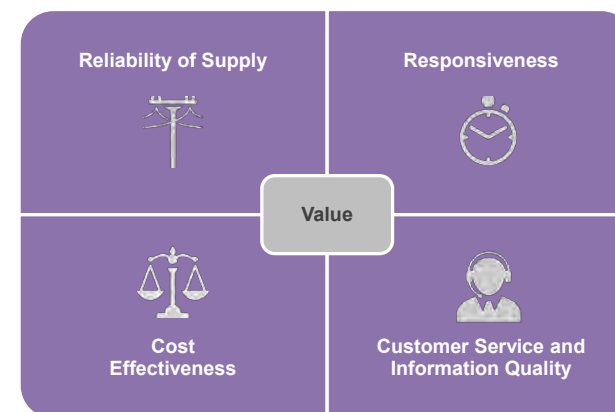 Reliability of Supply
Responsiveness
Value
Cost
Effectiveness
Customer Service and
Information Quality